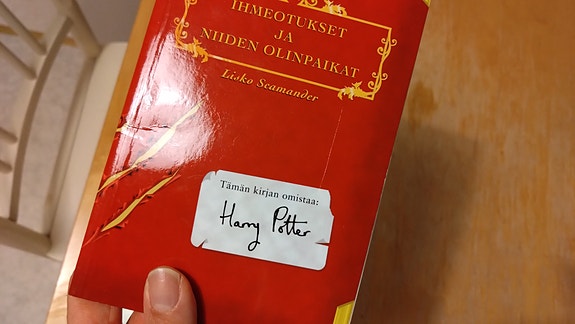 IHMEOTUKSET
JA
NIIDEN OLINPAIKAT
Lisko Scamander
Tämän kirjan omistaa:
Harry Potter